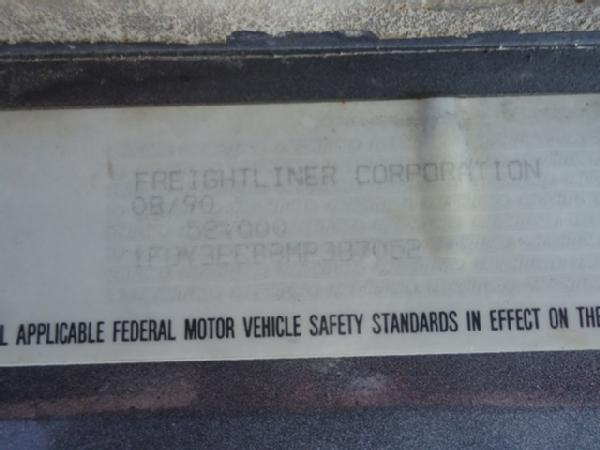 FREIGHTLINER CORPORATION
08/90
52,000
L APPLICABLE FEDERAL MOTOR VEHICLE SAFETY STANDARDS IN EFFECT ON THE